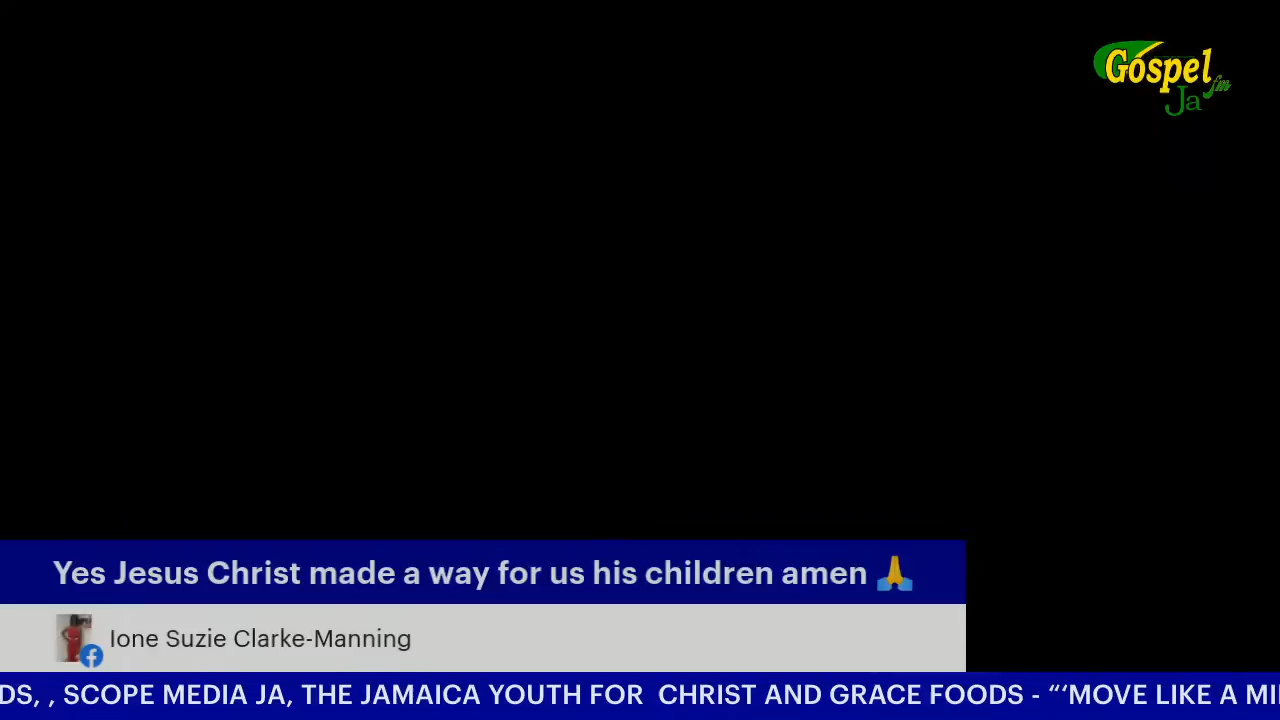 Gospel fm
Ja
Yes Jesus Christ made a way for us his children amen 🙏
Ione Suzie Clarke-Manning
DS, , SCOPE MEDIA JA, THE JAMAICA YOUTH FOR  CHRIST AND GRACE FOODS - “‘MOVE LIKE A MI